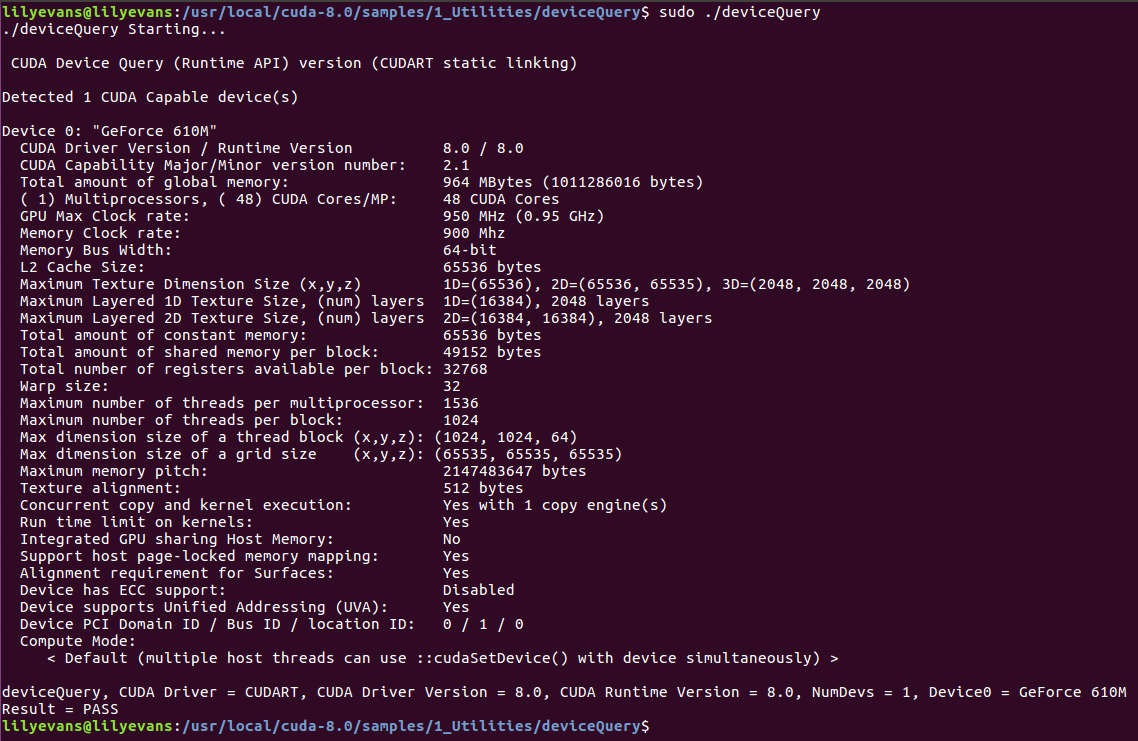 lilyevans@lilyevans:/usr/local/cuda-8.0/samples/1_Utilities/deviceQuery$ sudo ./deviceQuery
./deviceQuery Starting...
CUDA Device Query (Runtime API) version (CUDART static linking)
Detected 1 CUDA Capable device(s)
Device 0: "GeForce 610M"
CUDA Driver Version / Runtime Version 8.0 / 8.0
CUDA Capability Major/Minor version number: 2.1
Total amount of global memory: 964 MBytes (1011286016 bytes)
( 1) Multiprocessors, ( 48) CUDA Cores/MP: 48 CUDA Cores
GPU Max Clock rate: 950 MHz (0.95 GHz)
Memory Clock rate: 900 Mhz
Memory Bus Width: 64-bit
L2 Cache Size: 65536 bytes
Maximum Texture Dimension Size (x,y,z) 1D=(65536), 2D=(65536, 65535), 3D=(2048, 2048, 2048)
Maximum Layered 1D Texture Size, (num) layers 1D=(16384), 2048 layers
Maximum Layered 2D Texture Size, (num) layers 2D=(16384, 16384), 2048 layers
Total amount of constant memory: 65536 bytes
Total amount of shared memory per block: 49152 bytes
Total number of registers available per block: 32768
Warp size: 32
Maximum number of threads per multiprocessor: 1536
Maximum number of threads per block: 1024
Max dimension size of a thread block (x,y,z): (1024, 1024, 64)
Max dimension size of a grid size (x,y,z): (65535, 65535, 65535)
Maximum memory pitch: 2147483647 bytes
Texture alignment: 512 bytes
Concurrent copy and kernel execution: Yes with 1 copy engine(s)
Run time limit on kernels: Yes
Integrated GPU sharing Host Memory: No
Support host page-locked memory mapping: Yes
Alignment requirement for Surfaces: Yes
Device has ECC support: Disabled
Device supports Unified Addressing (UVA): Yes
Device PCI Domain ID / Bus ID / location ID: 0 / 1 / 0
Compute Mode:
< Default (multiple host threads can use ::cudaSetDevice() with device simultaneously) >
deviceQuery, CUDA Driver = CUDART, CUDA Driver Version = 8.0, CUDA Runtime Version = 8.0, NumDevs = 1, Device0 = GeForce 610M
Result = PASS
lilyevans@lilyevans:/usr/local/cuda-8.0/samples/1_Utilities/deviceQuery$